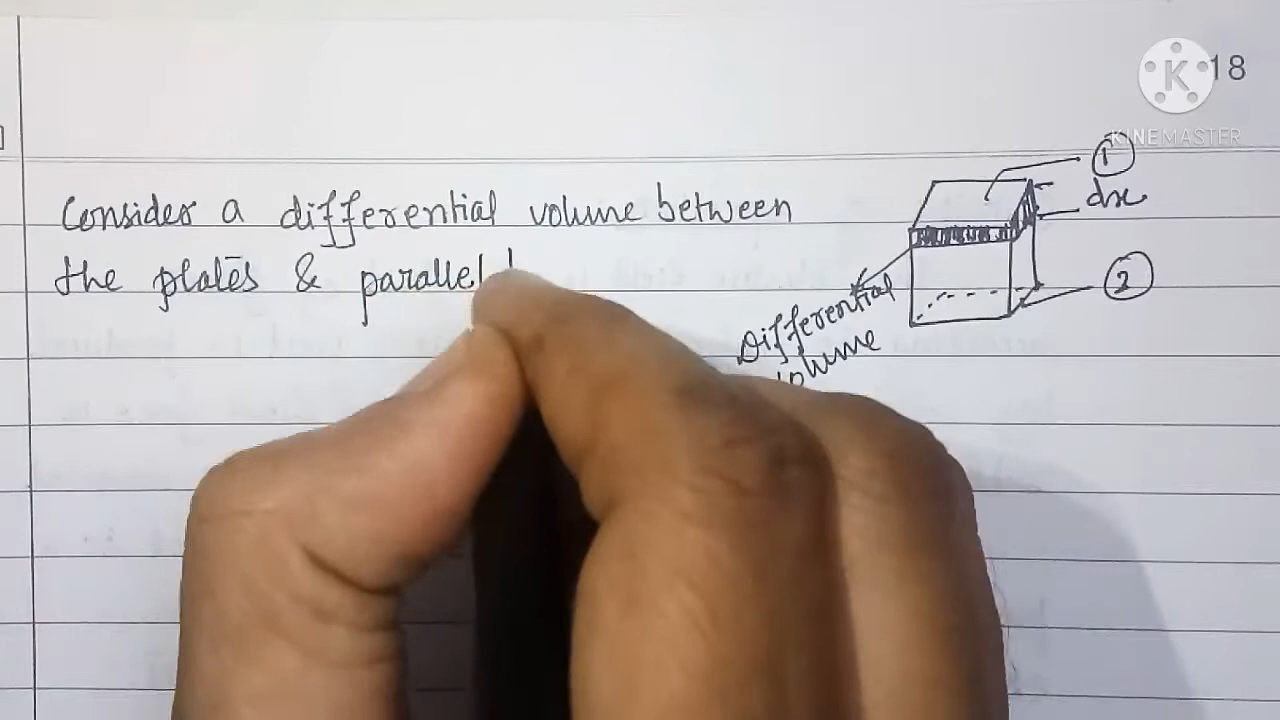 18
K
KINEMASTER
Consider a differential volume between
the plates & parallel
1
dx
2
Differential
volume